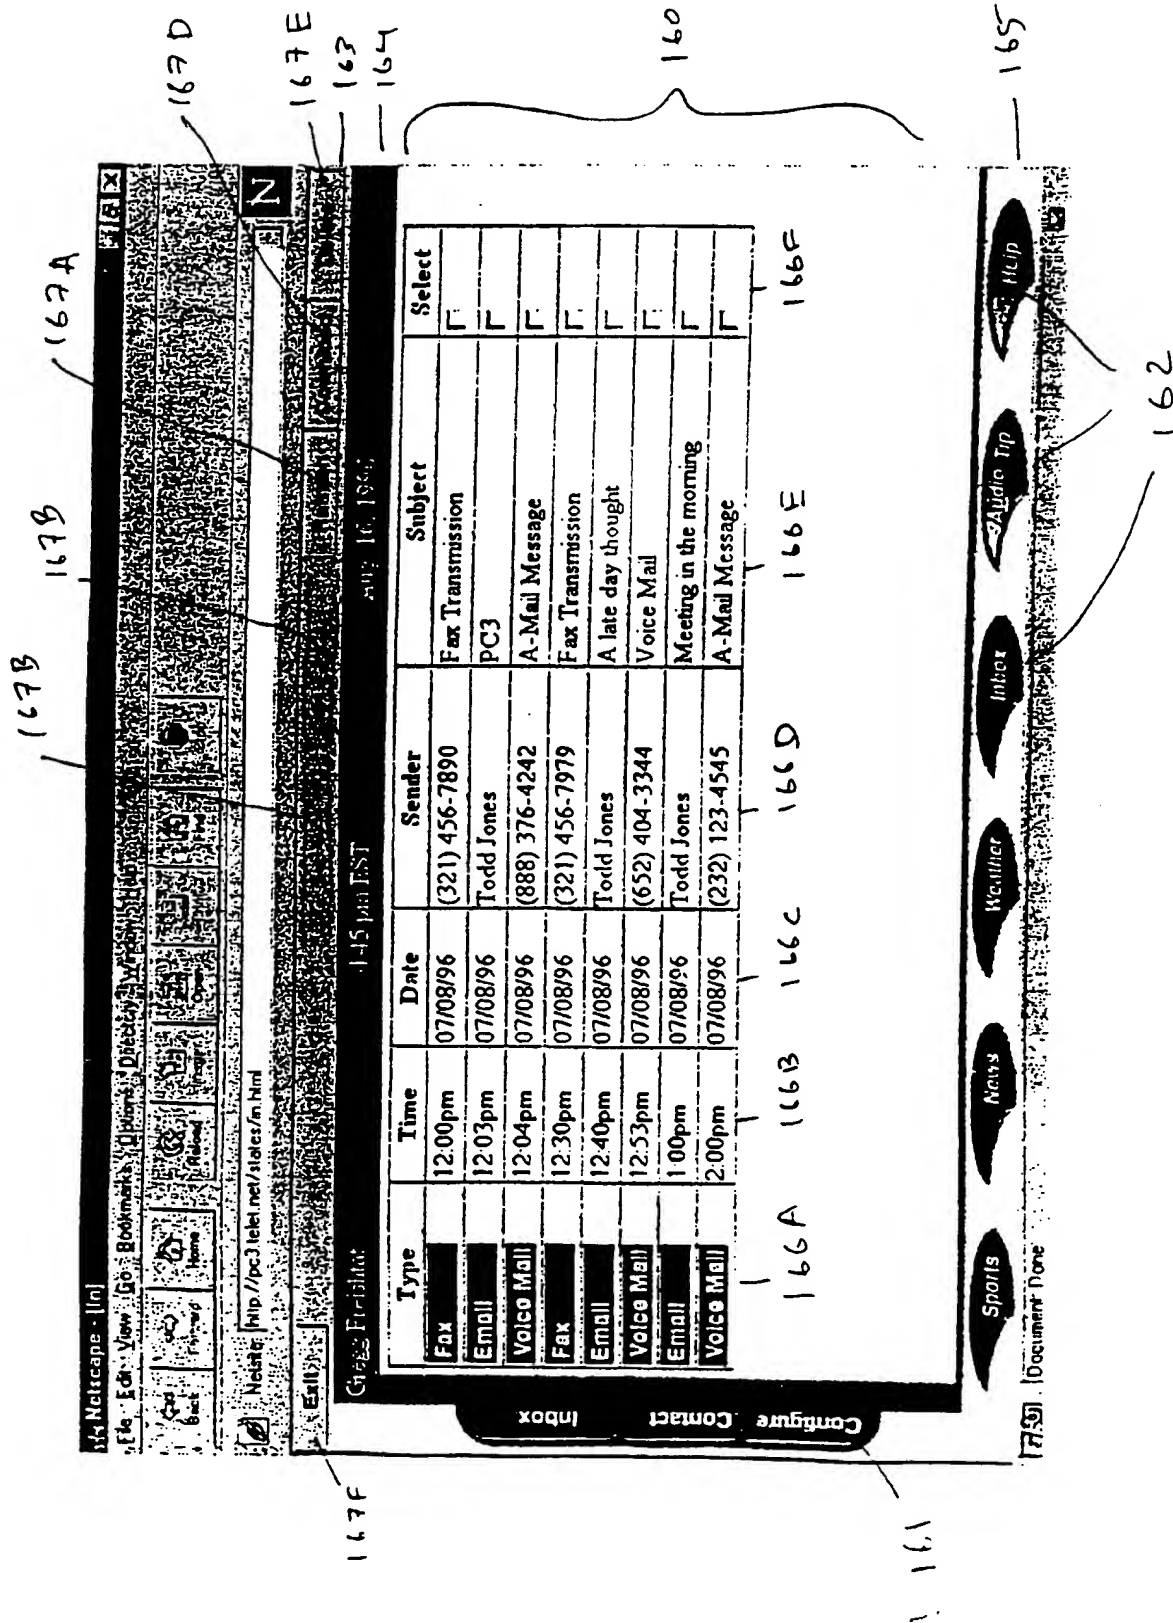 167B
167B
167A
167D
167E
163
164
160
165
162
161
167F
Netscape - [In]
File Edit View Go Bookmarks Options Directory Window
Back Forward Home Reload Open Find
http://pc3.telet.net/states/in.html
N
Exit
1:45 pm EST
Type Time Date Sender Subject Select
Fax 12:00pm 07/08/96 (321) 456-7890 Fax Transmission
Email 12:03pm 07/08/96 Todd Jones PC3
Voice Mail 12:04pm 07/08/96 (888) 376-4242 A-Mail Message
Fax 12:30pm 07/08/96 (321) 456-7979 Fax Transmission
Email 12:40pm 07/08/96 Todd Jones A late day thought
Voice Mail 12:53pm 07/08/96 (652) 404-3344 Voice Mail
Email 1:00pm 07/08/96 Todd Jones Meeting in the morning
Voice Mail 2:00pm 07/08/96 (232) 123-4545 A-Mail Message
166A 166B 166C 166D 166E 166F
Inbox
Contact
Configure
Sports News Weather Inbox Audio Tip Help
Document Done